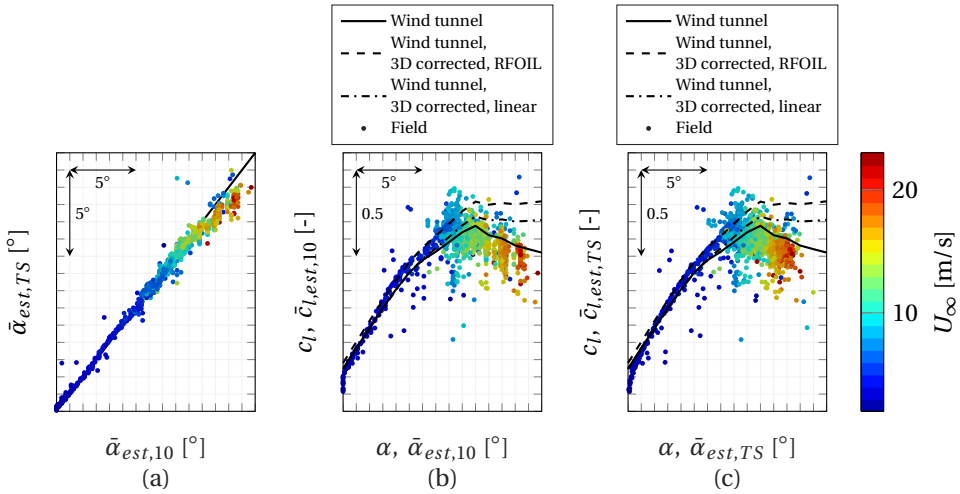 Wind tunnel
Wind tunnel,
3D corrected, RFOIL
Wind tunnel,
3D corrected, linear
Field
Wind tunnel
Wind tunnel,
3D corrected, RFOIL
Wind tunnel,
3D corrected, linear
Field
5°
5°
ᾱest,TS [°]
ᾱest,10 [°]
(a)
5°
0.5
cl, c̄l,est,10 [-]
α, ᾱest,10 [°]
(b)
5°
0.5
cl, c̄l,est,TS [-]
α, ᾱest,TS [°]
(c)
20
10
U∞ [m/s]